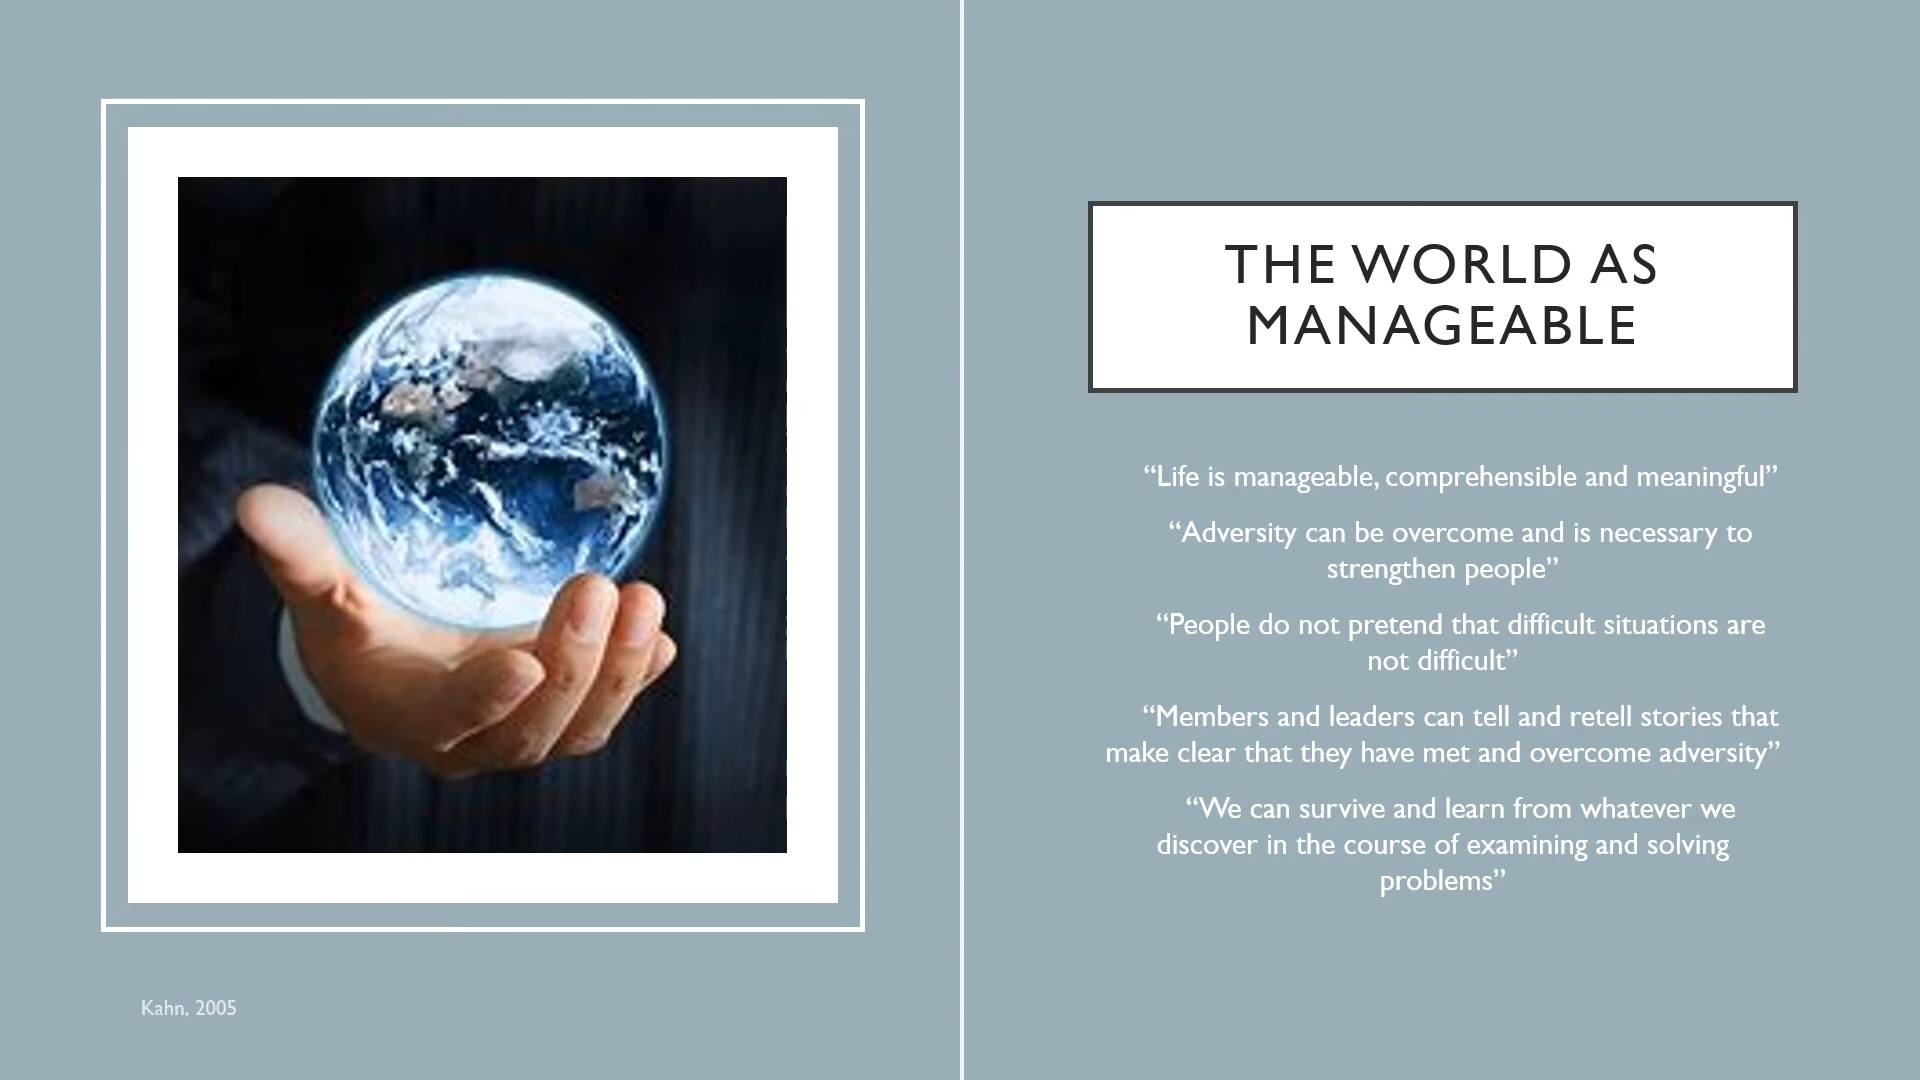 THE WORLD AS
MANAGEABLE
“Life is manageable, comprehensible and meaningful”
“Adversity can be overcome and is necessary to
strengthen people”
“People do not pretend that difficult situations are
not difficult”
“Members and leaders can tell and retell stories that
make clear that they have met and overcome adversity”
“We can survive and learn from whatever we
discover in the course of examining and solving
problems”
Kahn, 2005